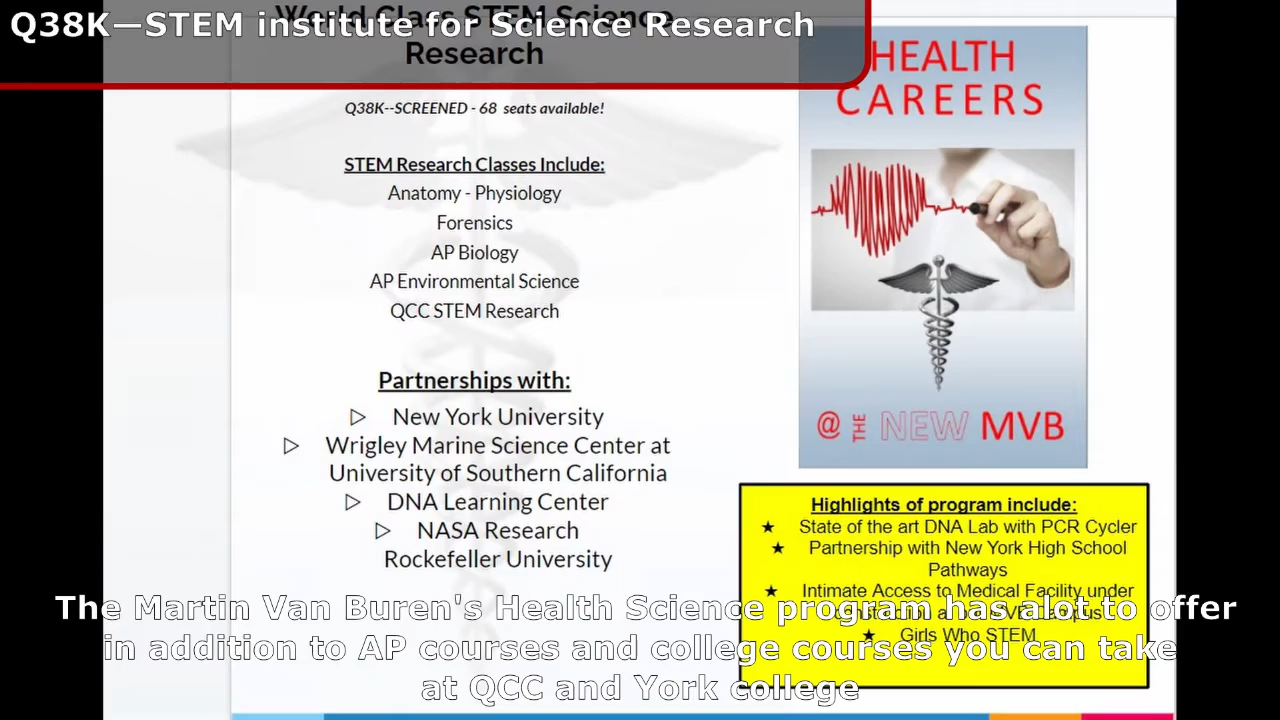 Q38K—STEM institute for Science Research
World Class STEM Science
Research
Q38K--SCREENED - 68 seats available!
STEM Research Classes Include:
Anatomy - Physiology
Forensics
AP Biology
AP Environmental Science
QCC STEM Research
Partnerships with:
New York University
Wrigley Marine Science Center at
University of Southern California
DNA Learning Center
NASA Research
Rockefeller University
HEALTH
CAREERS
@ THE NEW MVB
Highlights of program include:
★ State of the art DNA Lab with PCR Cycler
★ Partnership with New York High School
Pathways
★ Intimate Access to Medical Facility under
construction
★ Girls Who STEM
The Martin Van Buren's Health Science program has alot to offer
in addition to AP courses and college courses you can take
at QCC and York college